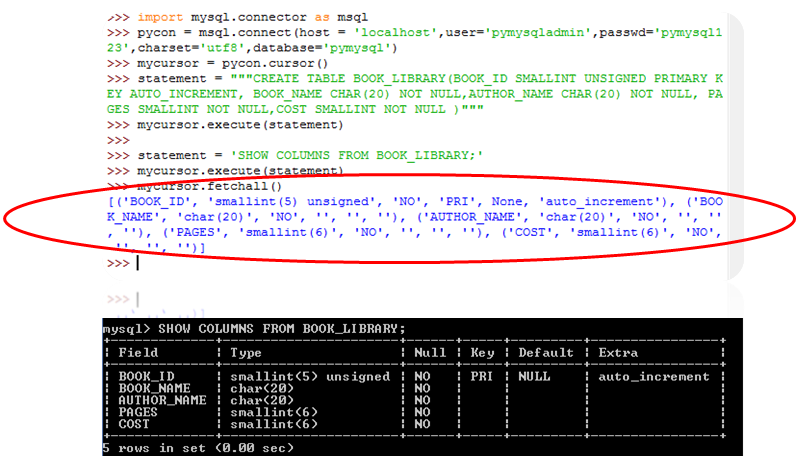 >>> import mysql.connector as msql
>>> pycon = msql.connect(host = 'localhost',user='pymysqladmin',passwd='pymysql1
23',charset='utf8',database='pymysql')
>>> mycursor = pycon.cursor()
>>> statement = """CREATE TABLE BOOK_LIBRARY(BOOK_ID SMALLINT UNSIGNED PRIMARY K
EY AUTO_INCREMENT, BOOK_NAME CHAR(20) NOT NULL,AUTHOR_NAME CHAR(20) NOT NULL, PA
GES SMALLINT NOT NULL,COST SMALLINT NOT NULL )"""
>>> mycursor.execute(statement)
>>>
>>> statement = 'SHOW COLUMNS FROM BOOK_LIBRARY;'
>>> mycursor.execute(statement)
>>> mycursor.fetchall()
[('BOOK_ID', 'smallint(5) unsigned', 'NO', 'PRI', None, 'auto_increment'), ('BOO
K_NAME', 'char(20)', 'NO', '', '', ''), ('AUTHOR_NAME', 'char(20)', 'NO', '', ''
, ''), ('PAGES', 'smallint(6)', 'NO', '', '', ''), ('COST', 'smallint(6)', 'NO',
'', '', '')]
>>>
>>>
mysql> SHOW COLUMNS FROM BOOK_LIBRARY;
| Field | Type | Null | Key | Default | Extra |
| BOOK_ID | smallint(5) unsigned | NO | PRI | NULL | auto_increment |
| BOOK_NAME | char(20) | NO | | | |
| AUTHOR_NAME | char(20) | NO | | | |
| PAGES | smallint(6) | NO | | | |
| COST | smallint(6) | NO | | | |
5 rows in set (0.00 sec)